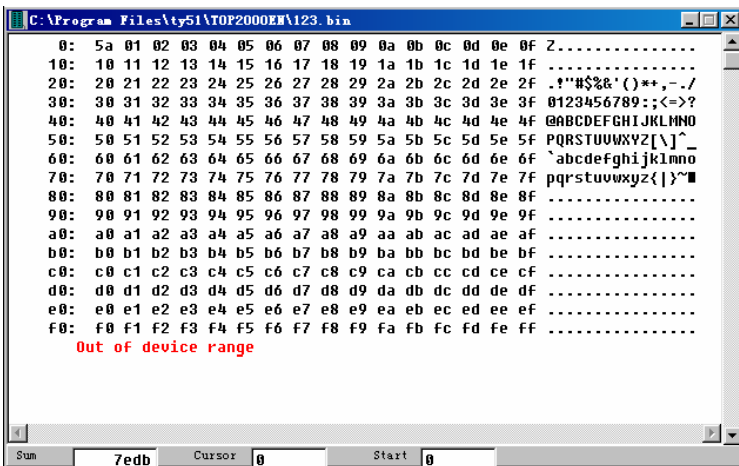 C:\Program Files\ty51\TOP2000EN\123.bin
0: 5a 01 02 03 04 05 06 07 08 09 0a 0b 0c 0d 0e 0f Z...............
10: 10 11 12 13 14 15 16 17 18 19 1a 1b 1c 1d 1e 1f ................
20: 20 21 22 23 24 25 26 27 28 29 2a 2b 2c 2d 2e 2f .!"#$%&'()*+,-./
30: 30 31 32 33 34 35 36 37 38 39 3a 3b 3c 3d 3e 3f 0123456789:;<=>?
40: 40 41 42 43 44 45 46 47 48 49 4a 4b 4c 4d 4e 4f @ABCDEFGHIJKLMNO
50: 50 51 52 53 54 55 56 57 58 59 5a 5b 5c 5d 5e 5f PQRSTUVWXYZ[\]^_
60: 60 61 62 63 64 65 66 67 68 69 6a 6b 6c 6d 6e 6f `abcdefghijklmno
70: 70 71 72 73 74 75 76 77 78 79 7a 7b 7c 7d 7e 7f pqrstuvwxyz{|}~■
80: 80 81 82 83 84 85 86 87 88 89 8a 8b 8c 8d 8e 8f ................
90: 90 91 92 93 94 95 96 97 98 99 9a 9b 9c 9d 9e 9f ................
a0: a0 a1 a2 a3 a4 a5 a6 a7 a8 a9 aa ab ac ad ae af ................
b0: b0 b1 b2 b3 b4 b5 b6 b7 b8 b9 ba bb bc bd be bf ................
c0: c0 c1 c2 c3 c4 c5 c6 c7 c8 c9 ca cb cc cd ce cf ................
d0: d0 d1 d2 d3 d4 d5 d6 d7 d8 d9 da db dc dd de df ................
e0: e0 e1 e2 e3 e4 e5 e6 e7 e8 e9 ea eb ec ed ee ef ................
f0: f0 f1 f2 f3 f4 f5 f6 f7 f8 f9 fa fb fc fd fe ff ................
Out of device range
Sum 7edb Cursor 0 Start 0